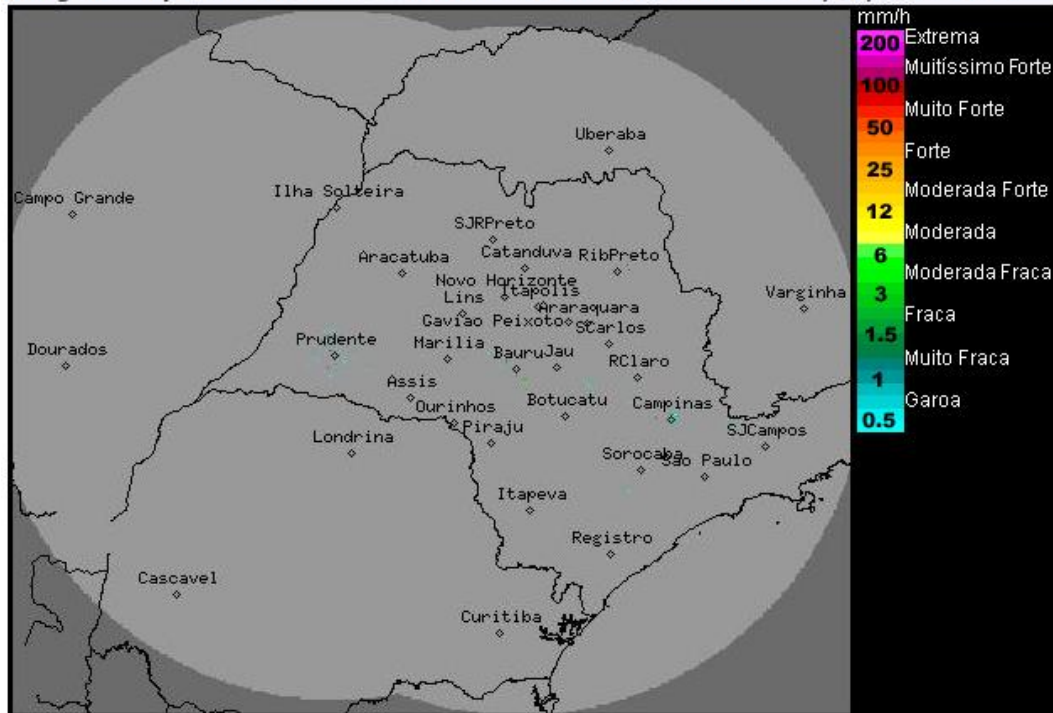 mm/h
200 Extrema
Muitíssimo Forte
100
Muito Forte
50
Forte
25
Moderada Forte
12
Moderada
6
Moderada Fraca
3
Fraca
1.5
Muito Fraca
1
Garoa
0.5
Uberaba
Ilha Solteira
Campo Grande
SJRPreto
Catanduva
RibPreto
Aracatuba
Novo Horizonte
Itapolis
Lins
Araraquara
Varginha
Gaviao Peixoto
SCarlos
Prudente
Marilia
Bauru
Jau
RClaro
Dourados
Assis
Ourinhos
Botucatu
Campinas
Piraju
Londrina
SJCampos
Sorocaba
Sao Paulo
Itapeva
Registro
Cascavel
Curitiba